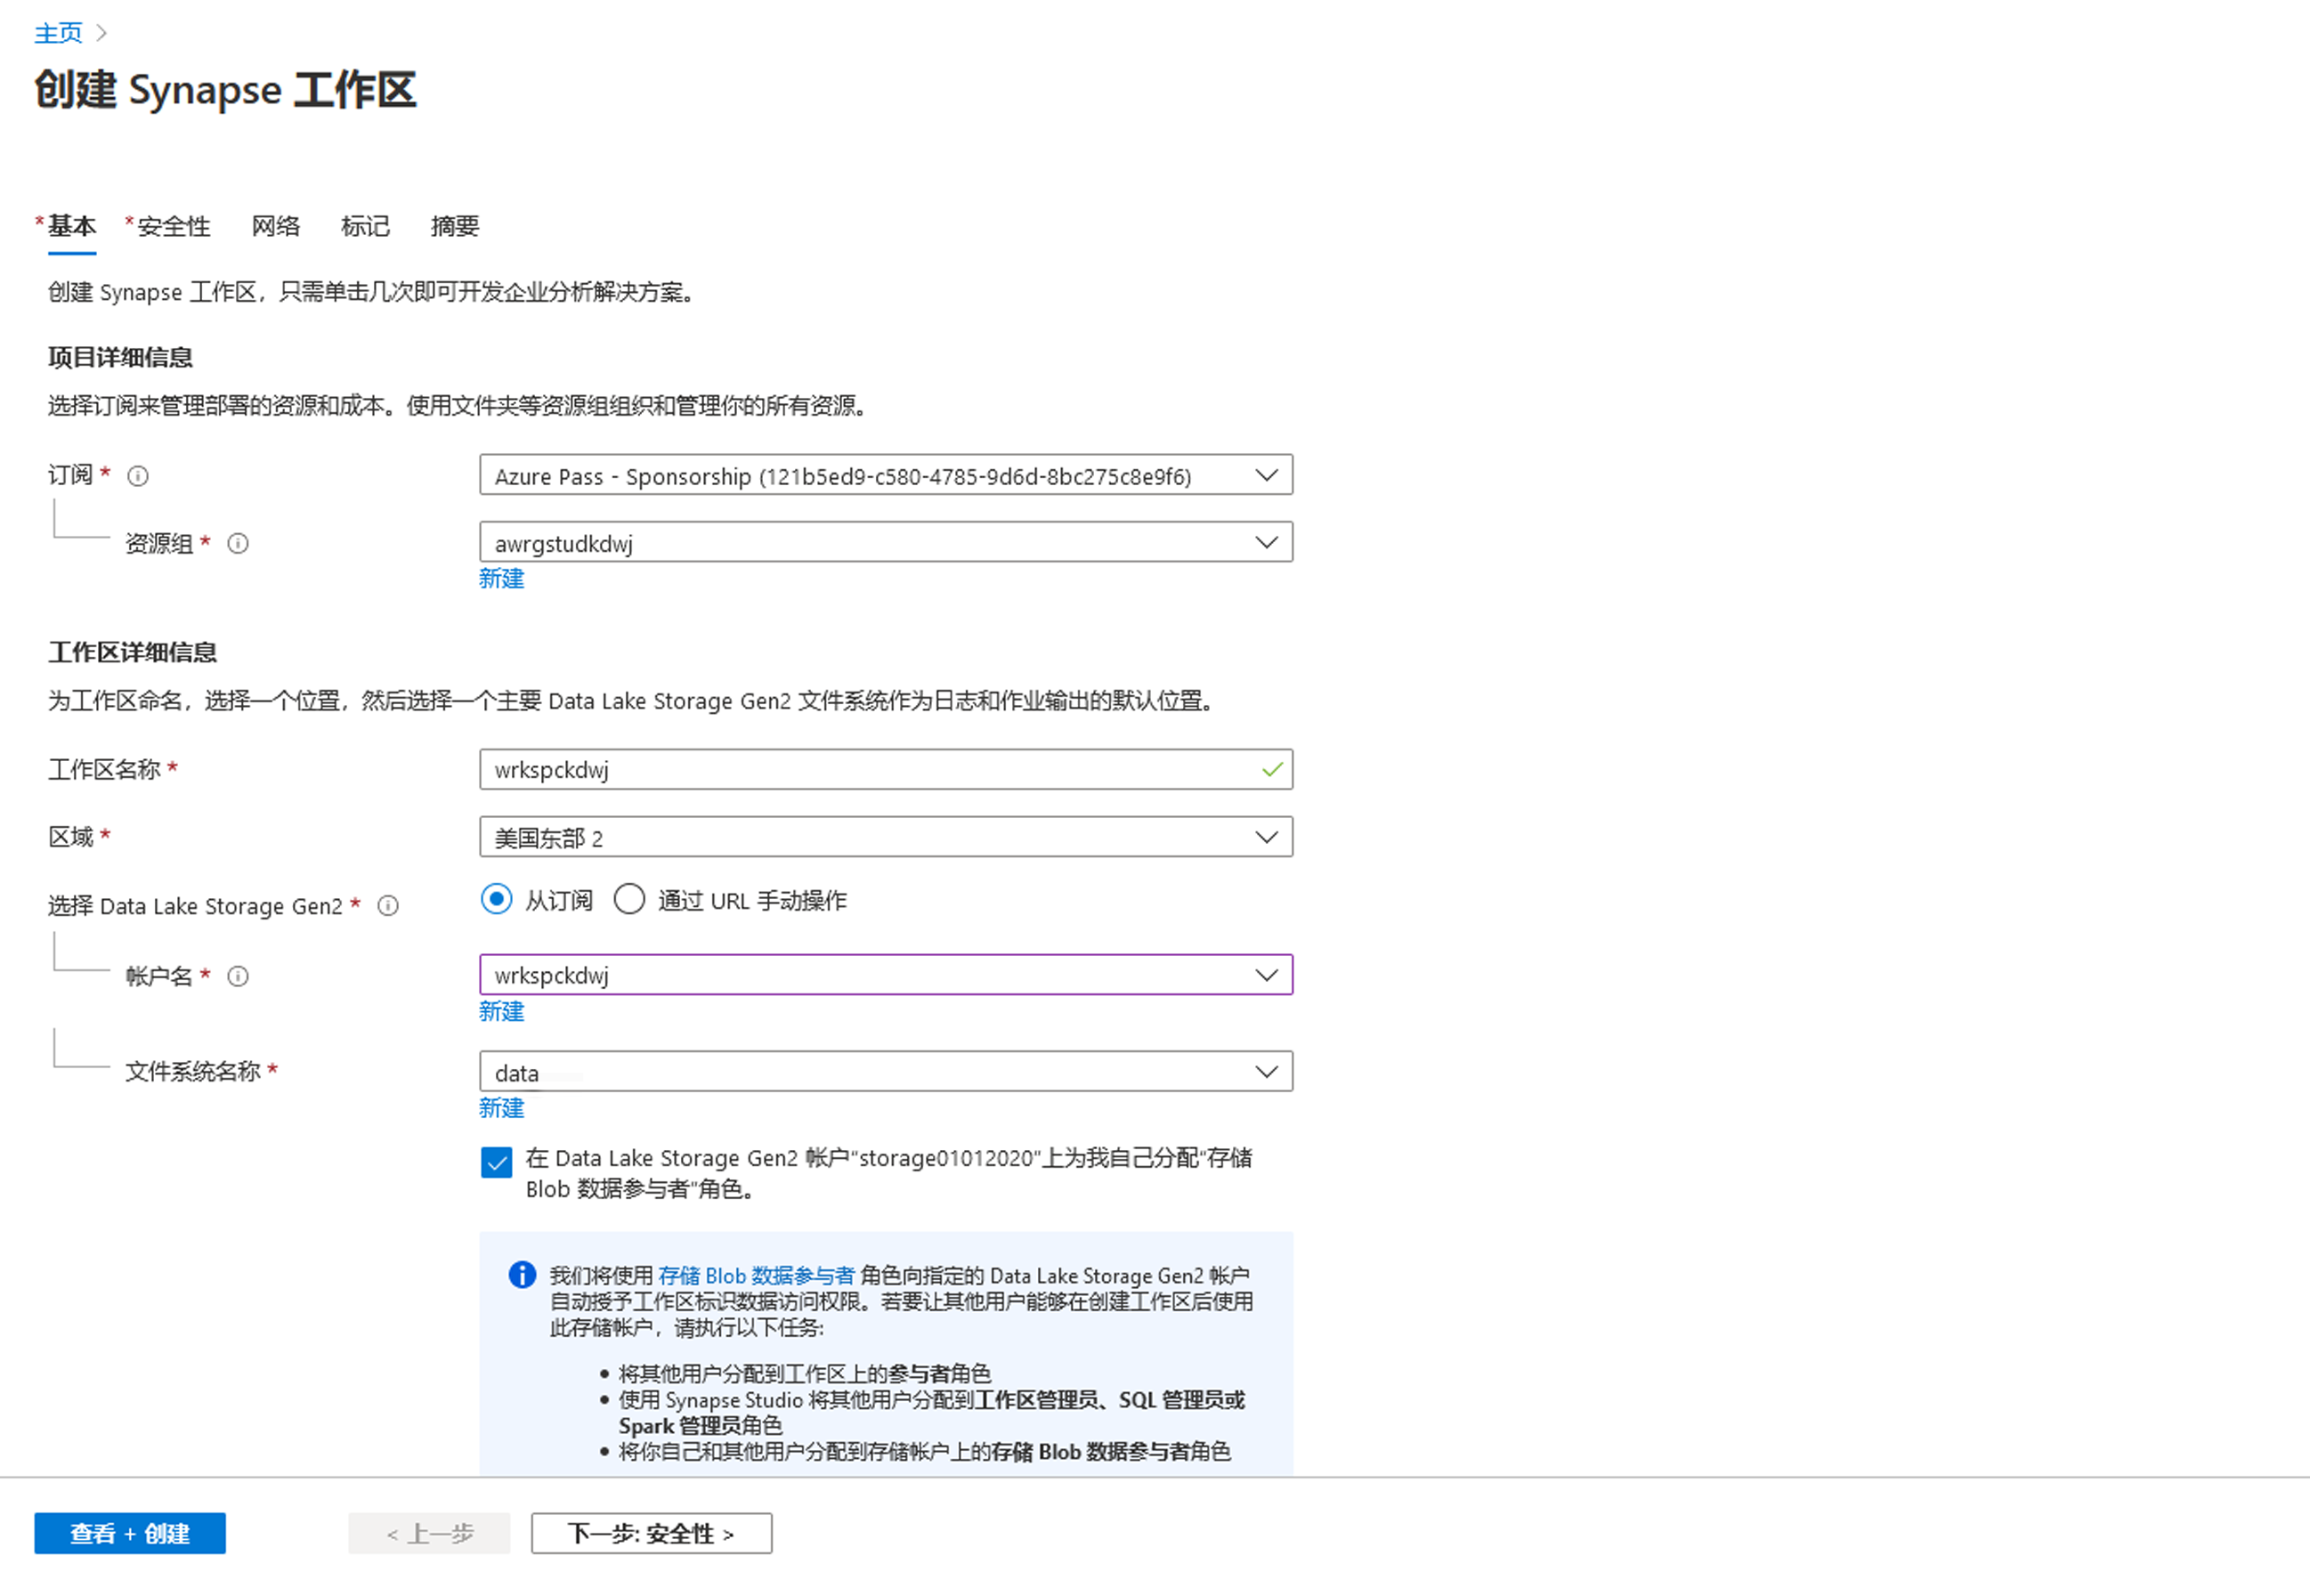 主页 >
创建 Synapse 工作区
* 基本 * 安全性 网络 标记 摘要
创建 Synapse 工作区，只需单击几次即可开发企业分析解决方案。
项目详细信息
选择订阅来管理部署的资源和成本。使用文件夹等资源组组织和管理你的所有资源。
订阅 * Azure Pass - Sponsorship (121b5ed9-c580-4785-9d6d-8bc275c8e9f6)
资源组 * awrgstudkdwj
新建
工作区详细信息
为工作区命名，选择一个位置，然后选择一个主要 Data Lake Storage Gen2 文件系统作为日志和作业输出的默认位置。
工作区名称 * wrkspckdwj
区域 * 美国东部 2
选择 Data Lake Storage Gen2 * 从订阅 通过 URL 手动操作
帐户名 * wrkspckdwj
新建
文件系统名称 * data
新建
在 Data Lake Storage Gen2 帐户“storage01012020”上为我自己分配“存储
Blob 数据参与者”角色。
我们将使用 存储 Blob 数据参与者 角色向指定的 Data Lake Storage Gen2 帐户
自动授予工作区标识数据访问权限。若要让其他用户能够在创建工作区后使用
此存储帐户，请执行以下任务:
• 将其他用户分配到工作区上的参与者角色
• 使用 Synapse Studio 将其他用户分配到工作区管理员、SQL 管理员或
Spark 管理员角色
• 将你自己和其他用户分配到存储帐户上的存储 Blob 数据参与者角色
查看 + 创建 < 上一步 下一步: 安全性 >